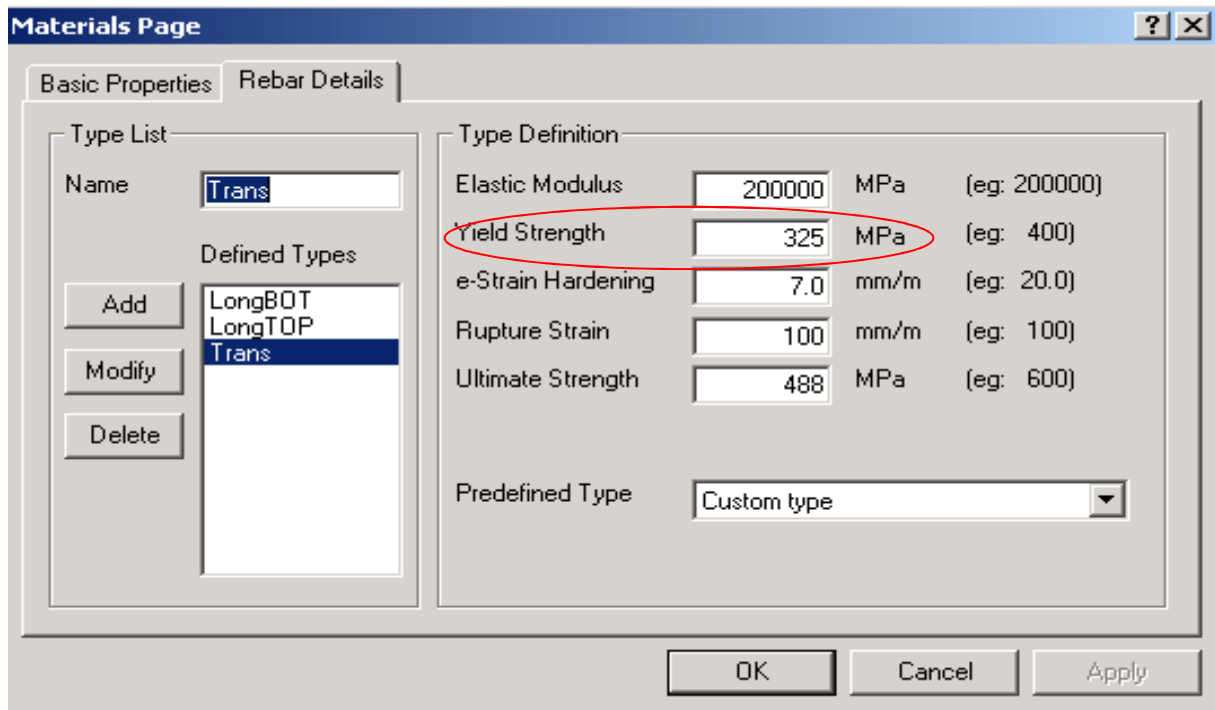 Materials Page
Basic Properties Rebar Details
Type List
Name Trans
Defined Types
LongBOT
LongTOP
Trans
Add
Modify
Delete
Type Definition
Elastic Modulus 200000 MPa (eg: 200000)
Yield Strength 325 MPa (eg: 400)
e-Strain Hardening 7.0 mm/m (eg: 20.0)
Rupture Strain 100 mm/m (eg: 100)
Ultimate Strength 488 MPa (eg: 600)
Predefined Type Custom type
OK Cancel Apply